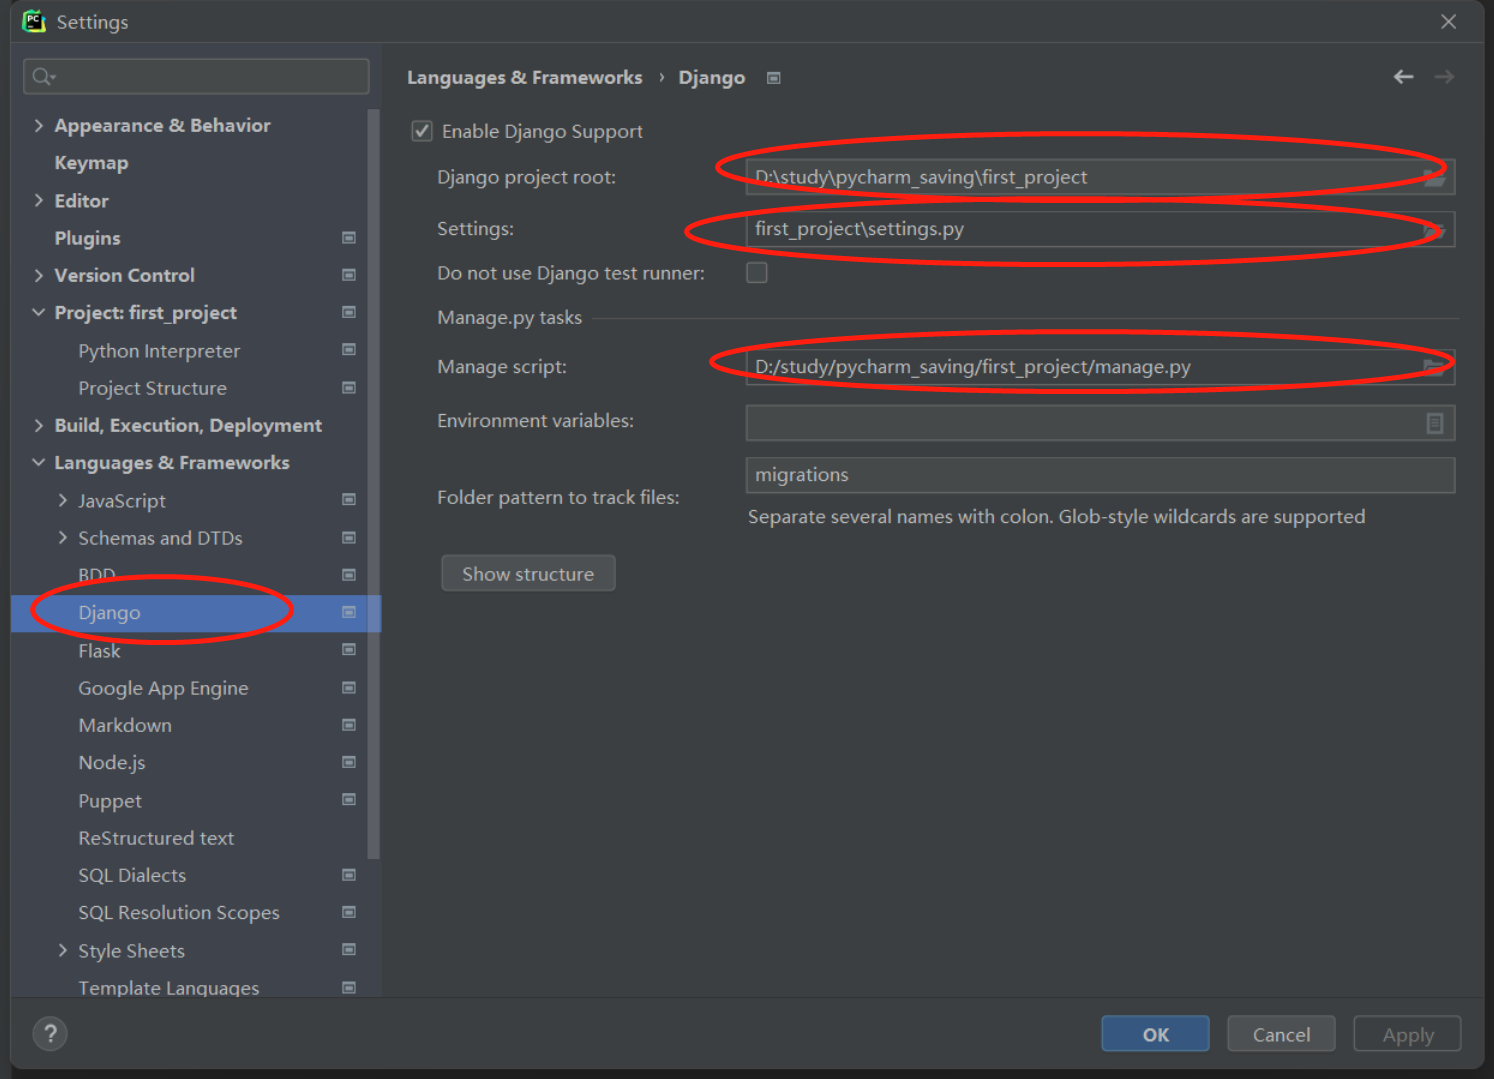 PC
Settings
Appearance & Behavior
Keymap
Editor
Plugins
Version Control
Project: first_project
Python Interpreter
Project Structure
Build, Execution, Deployment
Languages & Frameworks
JavaScript
Schemas and DTDs
BDD
Django
Flask
Google App Engine
Markdown
Node.js
Puppet
ReStructured text
SQL Dialects
SQL Resolution Scopes
Style Sheets
Template Languages
Languages & Frameworks › Django
Enable Django Support
Django project root: D:\study\pycharm_saving\first_project
Settings: first_project\settings.py
Do not use Django test runner:
Manage.py tasks
Manage script: D:/study/pycharm_saving/first_project/manage.py
Environment variables:
Folder pattern to track files: migrations
Separate several names with colon. Glob-style wildcards are supported
Show structure
?
OK Cancel Apply